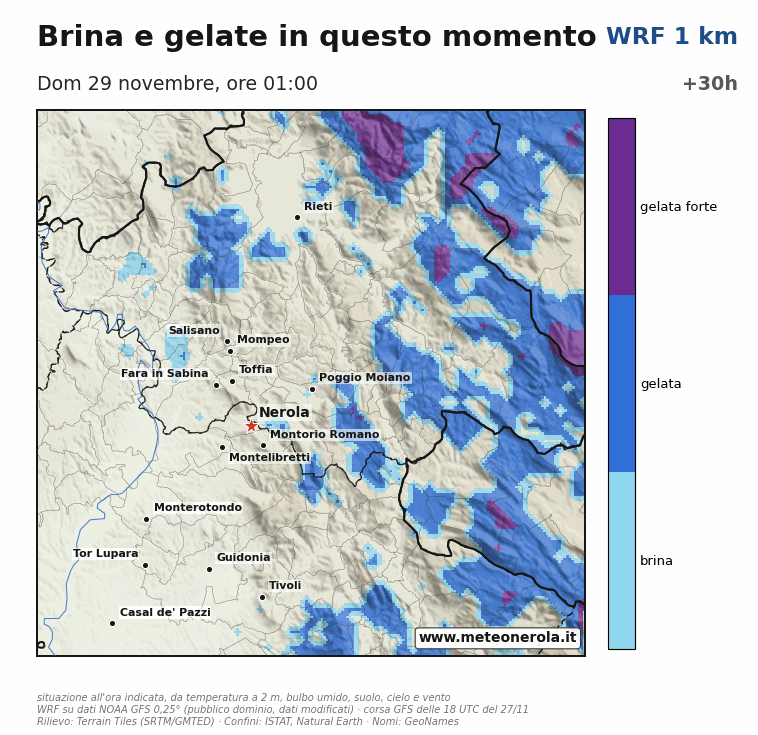 Brina e gelate in questo momento WRF 1 km
Dom 29 novembre, ore 01:00 +30h
gelata forte
Rieti
Salisano
Mompeo
Fara in Sabina
Toffia
Poggio Moiano
gelata
Nerola
Montorio Romano
Montelibretti
Monterotondo
Tor Lupara
Guidonia
brina
Tivoli
Casal de' Pazzi
www.meteonerola.it
situazione all'ora indicata, da temperatura a 2 m, bulbo umido, suolo, cielo e vento
WRF su dati NOAA GFS 0,25° (pubblico dominio, dati modificati) · corsa GFS delle 18 UTC del 27/11
Rilievo: Terrain Tiles (SRTM/GMTED) · Confini: ISTAT, Natural Earth · Nomi: GeoNames